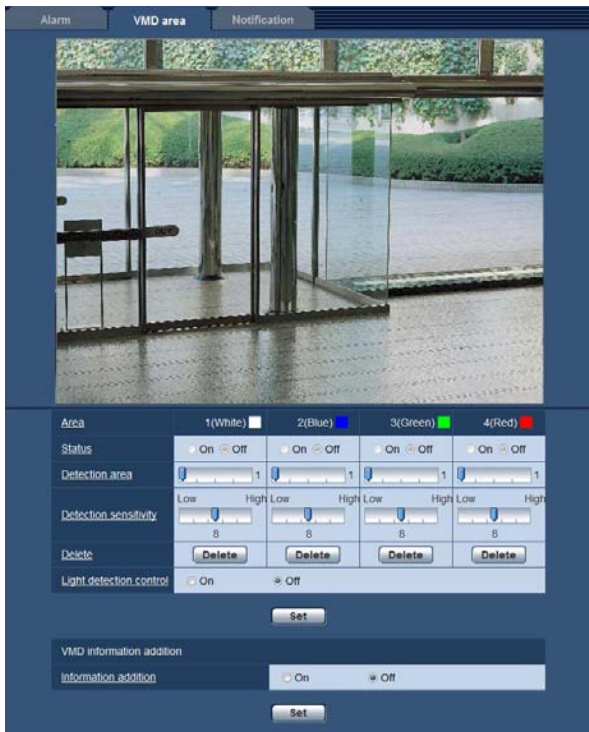 Alarm VMD area Notification
Area 1(White) 2(Blue) 3(Green) 4(Red)
Status On Off On Off On Off On Off
Detection area 1 1 1 1
Low High Low High Low High Low High
Detection sensitivity
8 8 8 8
Delete Delete Delete Delete Delete
Light detection control On Off
Set
VMD information addition
Information addition On Off
Set